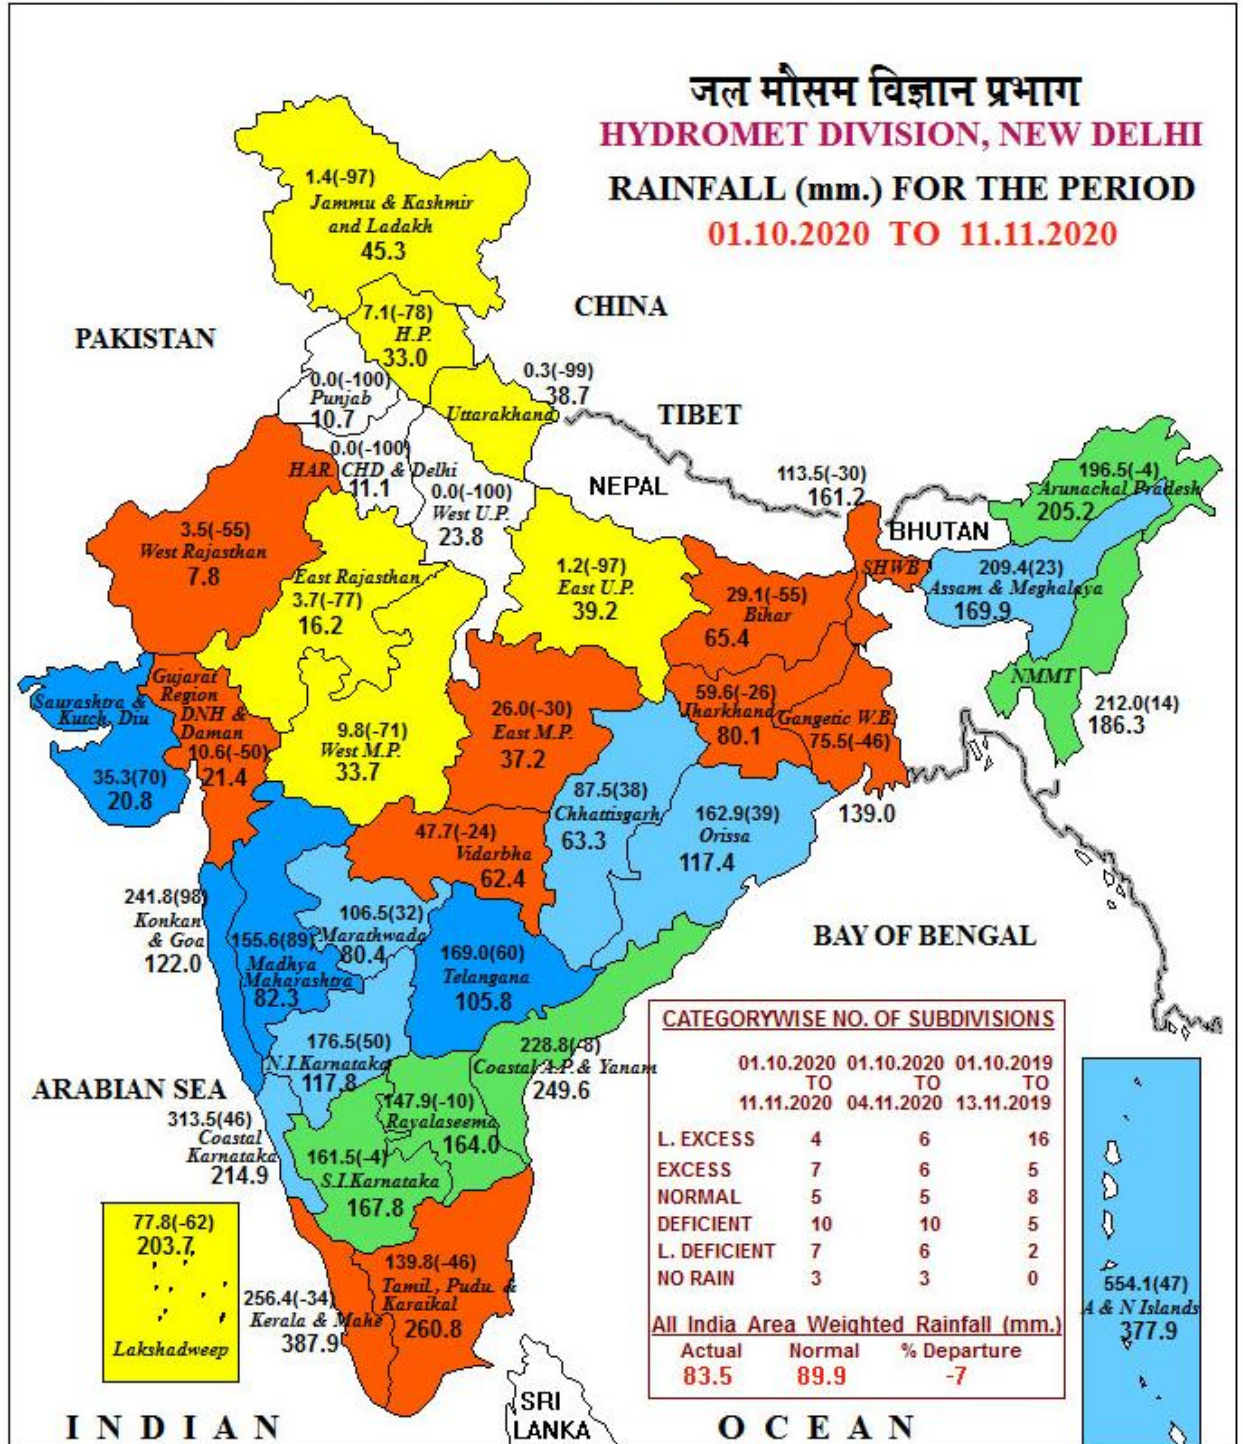 जल मौसम विज्ञान प्रभाग
HYDROMET DIVISION, NEW DELHI
RAINFALL (mm.) FOR THE PERIOD
01.10.2020 TO 11.11.2020
1.4(-97)
Jammu & Kashmir
and Ladakh
45.3
CHINA
7.1(-78)
H.P.
33.0
PAKISTAN
0.3(-99)
38.7
0.0(-100)
Punjab
10.7
Uttarakhand
TIBET
0.0(-100)
HAR. CHD & Delhi
11.1
0.0(-100)
West U.P.
23.8
NEPAL
113.5(-30)
161.2
SHWB
BHUTAN
196.5(-4)
Arunachal Pradesh
205.2
3.5(-55)
West Rajasthan
7.8
East Rajasthan
3.7(-77)
16.2
1.2(-97)
East U.P.
39.2
29.1(-55)
Bihar
65.4
209.4(23)
Assam & Meghalaya
169.9
NMMT
212.0(14)
186.3
Saurashtra &
Kutch, Diu
35.3(70)
20.8
Gujarat
Region
DNH &
Daman
10.6(-50)
21.4
9.8(-71)
West M.P.
33.7
26.0(-30)
East M.P.
37.2
59.6(-26)
Jharkhand
80.1
Gangetic W.B.
75.5(-46)
139.0
87.5(38)
Chhattisgarh
63.3
162.9(39)
Orissa
117.4
47.7(-24)
Vidarbha
62.4
241.8(98)
Konkan
& Goa
122.0
155.6(89)
Madhya
Maharashtra
82.3
106.5(32)
Marathwada
80.4
169.0(60)
Telangana
105.8
BAY OF BENGAL
176.5(50)
N.I.Karnataka
117.8
228.8(-8)
Coastal A.P.& Yanam
249.6
ARABIAN SEA
313.5(46)
Coastal
Karnataka
214.9
147.9(-10)
Rayalaseema
164.0
161.5(-4)
S.I.Karnataka
167.8
77.8(-62)
203.7
Lakshadweep
256.4(-34)
Kerala & Mahe
387.9
139.8(-46)
Tamil., Pudu. &
Karaikal
260.8
CATEGORYWISE NO. OF SUBDIVISIONS
01.10.2020 01.10.2020 01.10.2019
TO TO TO
11.11.2020 04.11.2020 13.11.2019
L. EXCESS 4 6 16
EXCESS 7 6 5
NORMAL 5 5 8
DEFICIENT 10 10 5
L. DEFICIENT 7 6 2
NO RAIN 3 3 0
All India Area Weighted Rainfall (mm.)
Actual Normal % Departure
83.5 89.9 -7
554.1(47)
A & N Islands
377.9
SRI
LANKA
INDIAN OCEAN